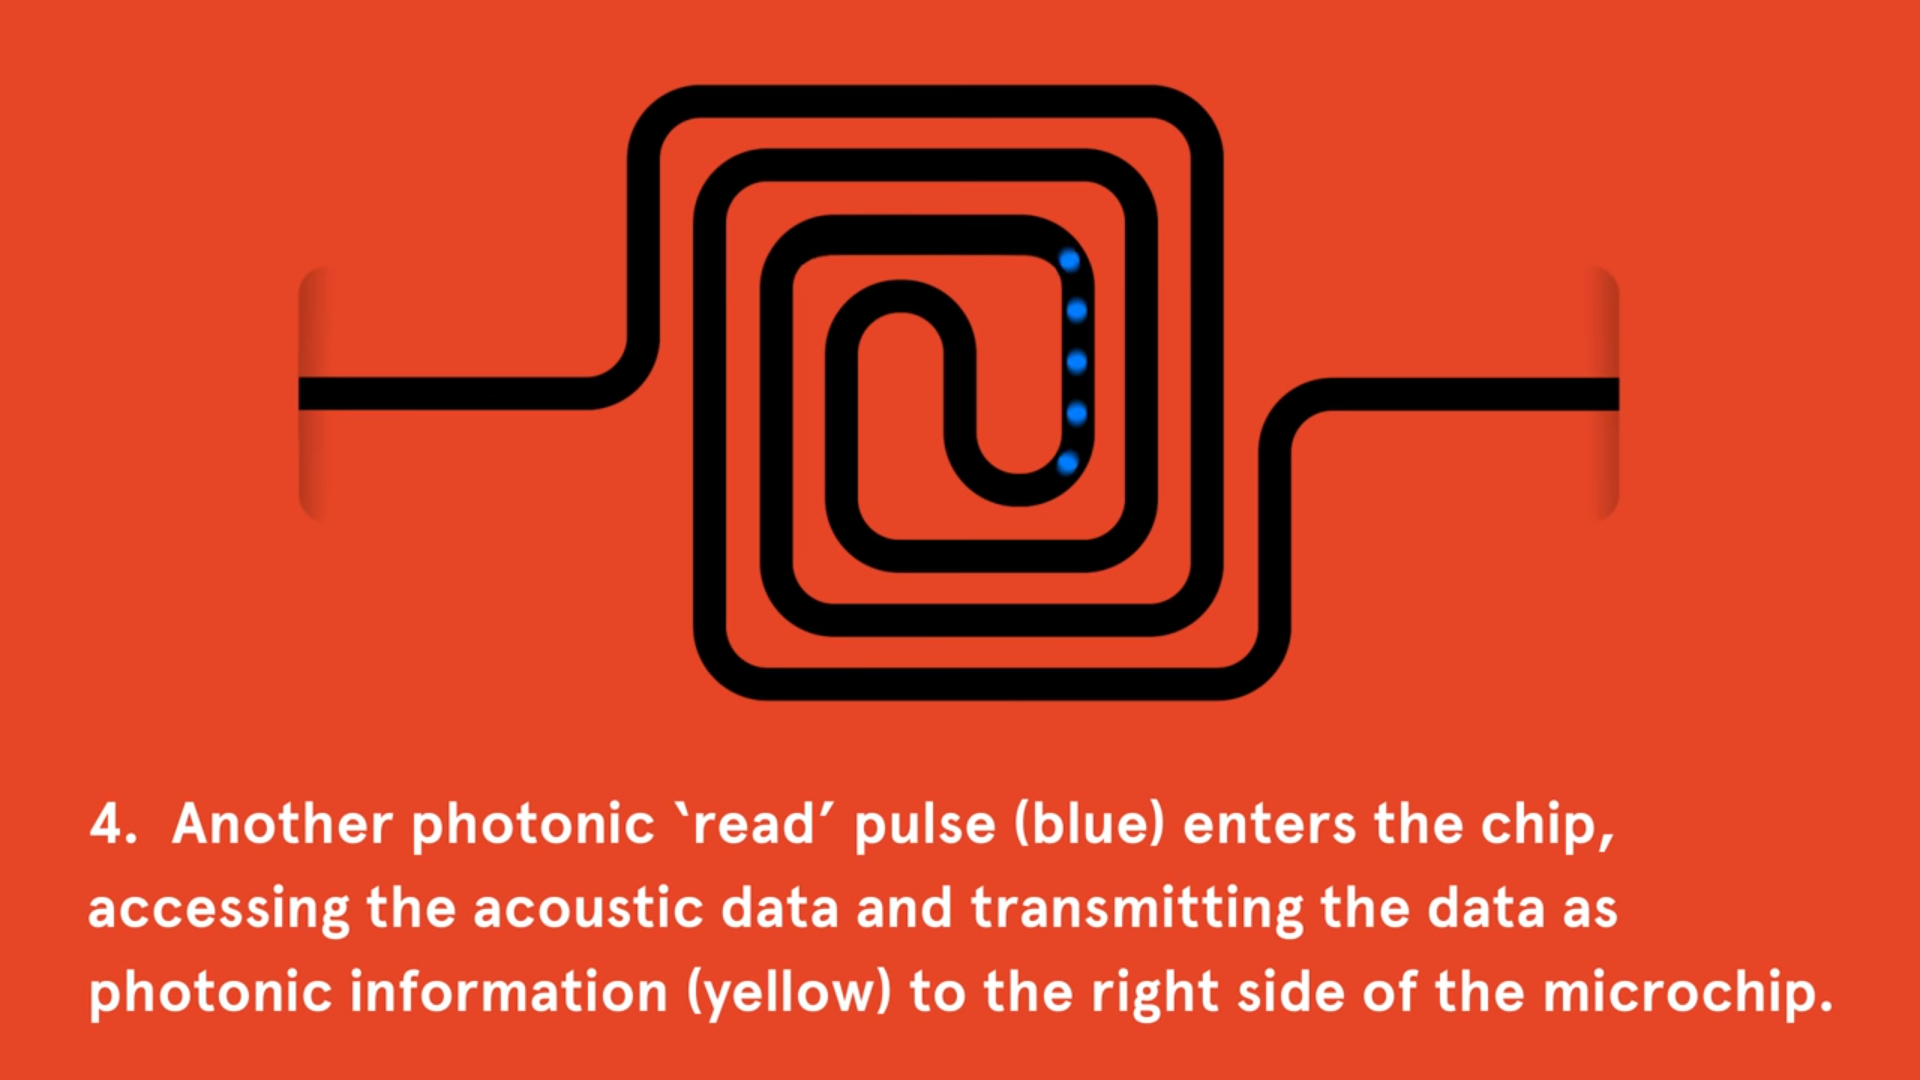 4. Another photonic ‵read′ pulse (blue) enters the chip,
accessing the acoustic data and transmitting the data as
photonic information (yellow) to the right side of the microchip.